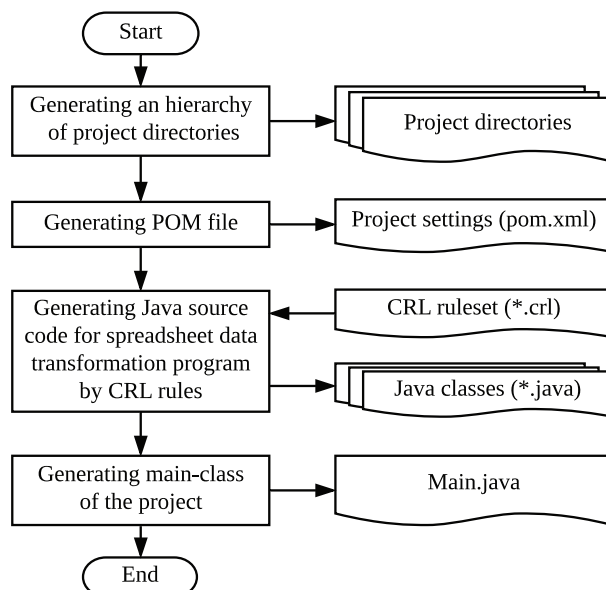 Start
Generating an hierarchy
of project directories
Project directories
Generating POM file
Project settings (pom.xml)
Generating Java source
code for spreadsheet data
transformation program
by CRL rules
CRL ruleset (*.crl)
Java classes (*.java)
Generating main-class
of the project
Main.java
End